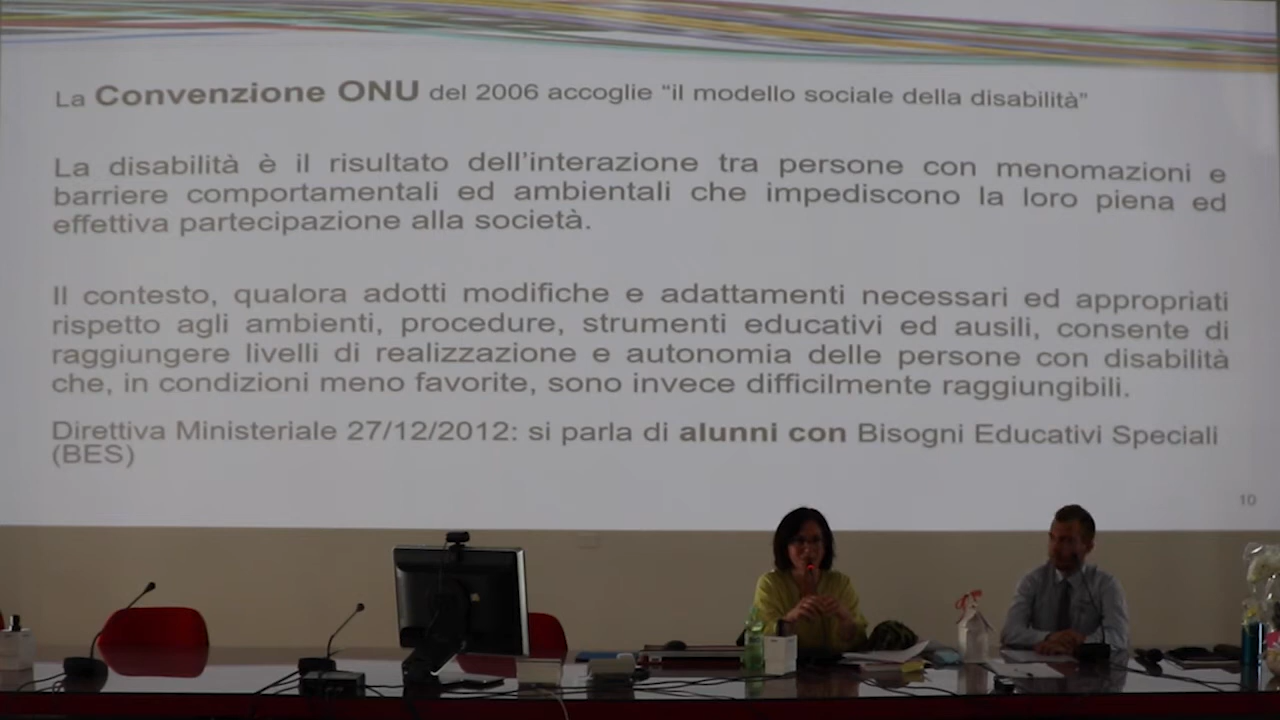 La Convenzione ONU del 2006 accoglie “il modello sociale della disabilità”
La disabilità è il risultato dell’interazione tra persone con menomazioni e
barriere comportamentali ed ambientali che impediscono la loro piena ed
effettiva partecipazione alla società.
Il contesto, qualora adotti modifiche e adattamenti necessari ed appropriati
rispetto agli ambienti, procedure, strumenti educativi ed ausili, consente di
raggiungere livelli di realizzazione e autonomia delle persone con disabilità
che, in condizioni meno favorite, sono invece difficilmente raggiungibili.
Direttiva Ministeriale 27/12/2012: si parla di alunni con Bisogni Educativi Speciali
(BES)
10